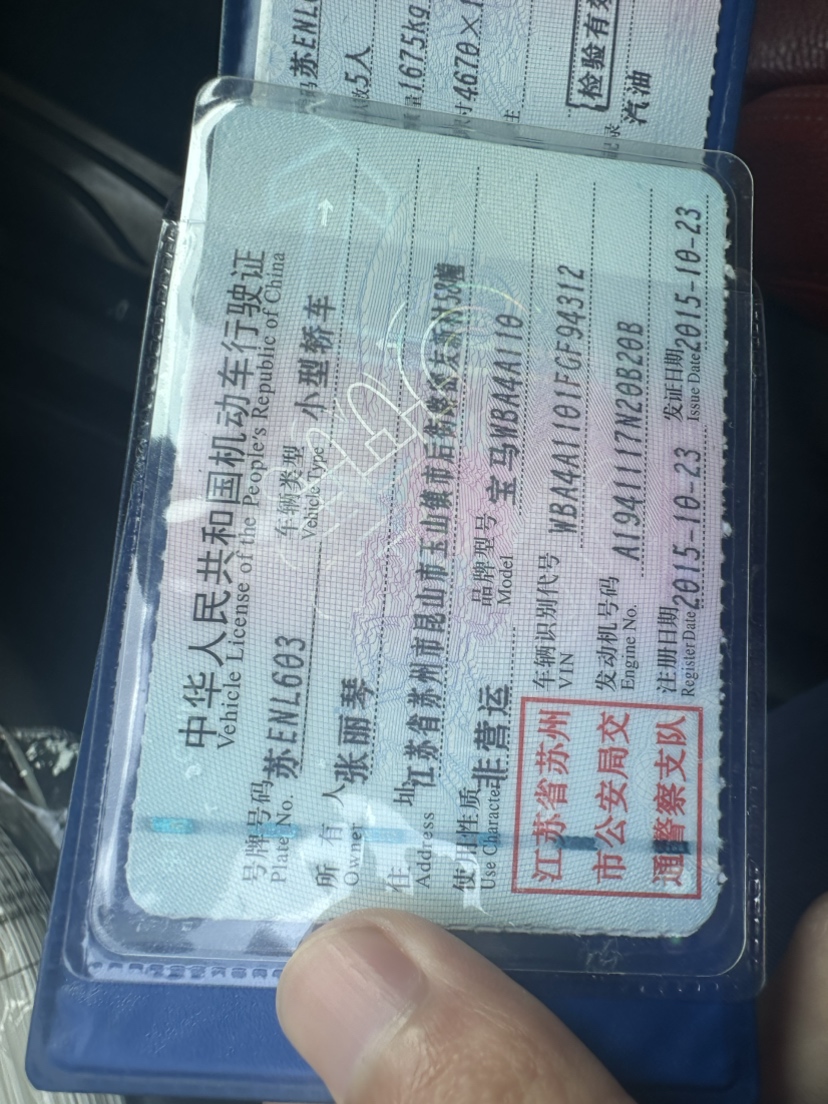 中华人民共和国机动车行驶证
Vehicle License of the People's Republic of China
号牌号码 苏ENL603 车辆类型 小型轿车
Plate No. Vehicle Type
所有人 张丽琴
Owner
住址 江苏省苏州市昆山市玉山镇市后街
Address
使用性质 非营运 品牌型号 宝马WBA4A110
Use Character Model
江苏省苏州
市公安局交
通警察支队
车辆识别代号 WBA4A1101FGF94312
VIN
发动机号码 A1941117N20B20B
Engine No.
注册日期 2015-10-23 发证日期 2015-10-23
Register Date Issue Date
苏ENL6
5人
1675kg
4670×1
检验有效
汽油